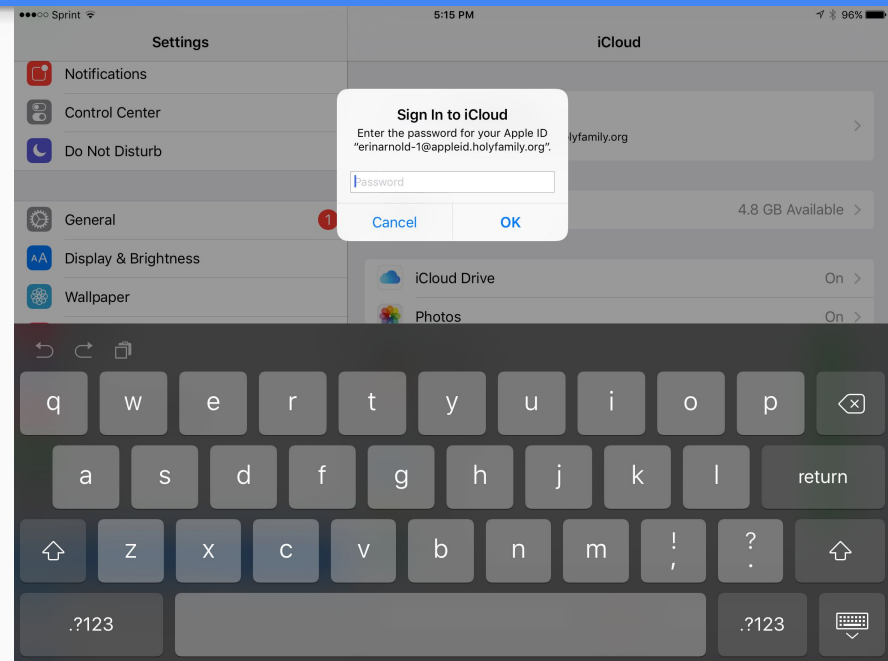 Sprint
5:15 PM
96%
Settings
iCloud
Notifications
Control Center
Do Not Disturb
General
1
AA
Display & Brightness
Wallpaper
Sign In to iCloud
Enter the password for your Apple ID
"erinarnold-1@appleid.holyfamily.org".
Password
Cancel
OK
lyfamily.org
4.8 GB Available
iCloud Drive
On
Photos
On
q w e r t y u i o p
a s d f g h j k l return
z x c v b n m ! , ? .
.?123 .?123